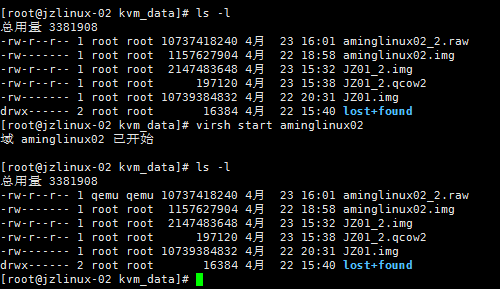 [root@jzlinux-02 kvm_data]# ls -l
总用量 3381908
-rw-r--r-- 1 root root 10737418240 4月  23 16:01 aminglinux02_2.raw
-rw------- 1 root root  1157627904 4月  22 18:58 aminglinux02.img
-rw-r--r-- 1 root root  2147483648 4月  23 15:32 JZ01_2.img
-rw-r--r-- 1 root root      197120 4月  23 15:38 JZ01_2.qcow2
-rw------- 1 root root 10739384832 4月  22 20:31 JZ01.img
drwx------ 2 root root       16384 4月  22 15:40 lost+found
[root@jzlinux-02 kvm_data]# virsh start aminglinux02
域 aminglinux02 已开始
[root@jzlinux-02 kvm_data]# ls -l
总用量 3381908
-rw-r--r-- 1 qemu qemu 10737418240 4月  23 16:01 aminglinux02_2.raw
-rw------- 1 root root  1157627904 4月  22 18:58 aminglinux02.img
-rw-r--r-- 1 root root  2147483648 4月  23 15:32 JZ01_2.img
-rw-r--r-- 1 root root      197120 4月  23 15:38 JZ01_2.qcow2
-rw------- 1 root root 10739384832 4月  22 20:31 JZ01.img
drwx------ 2 root root       16384 4月  22 15:40 lost+found
[root@jzlinux-02 kvm_data]#